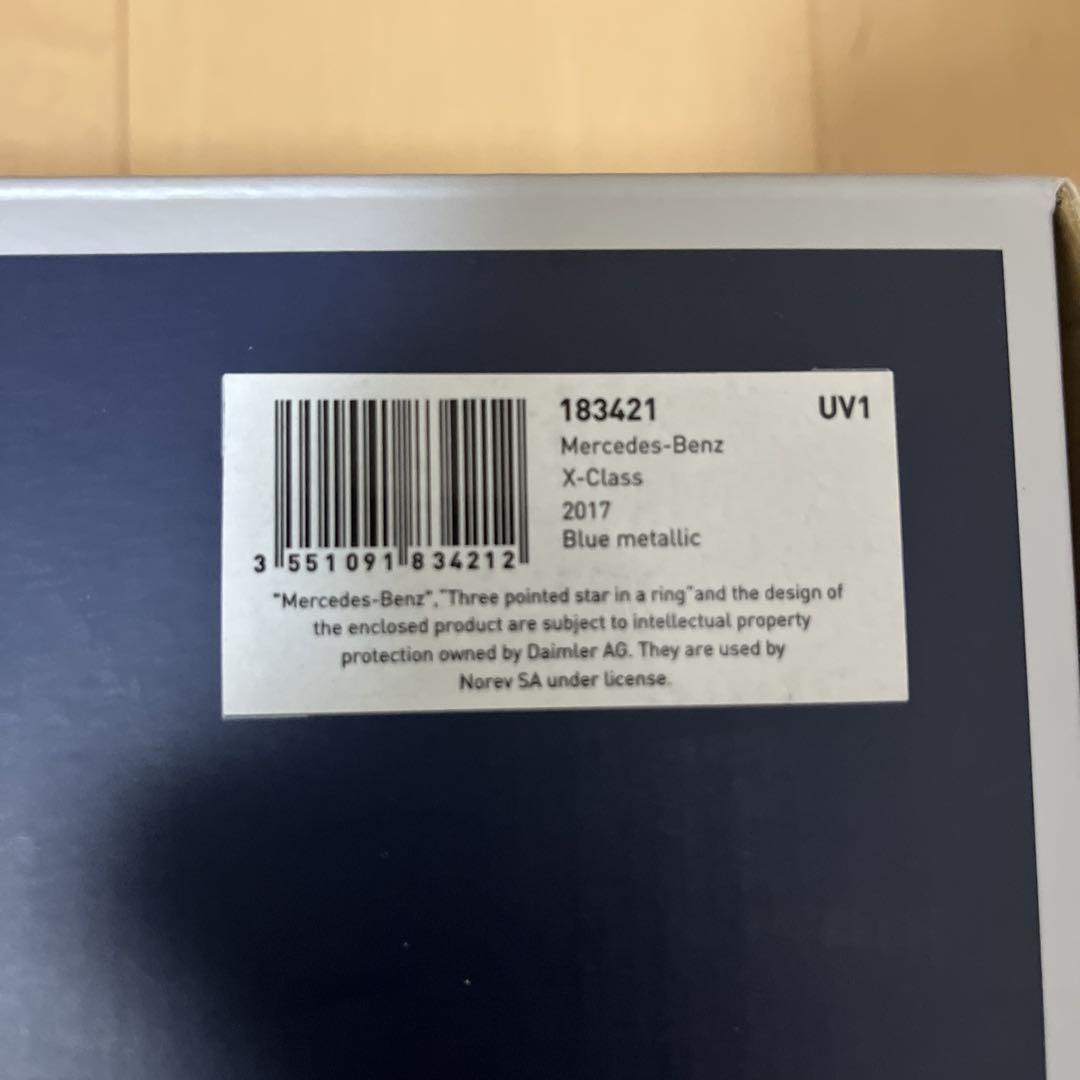 183421 UV1
Mercedes-Benz
X-Class
2017
Blue metallic
3 551091 834212
"Mercedes-Benz", "Three pointed star in a ring" and the design of
the enclosed product are subject to intellectual property
protection owned by Daimler AG. They are used by
Norev SA under license.